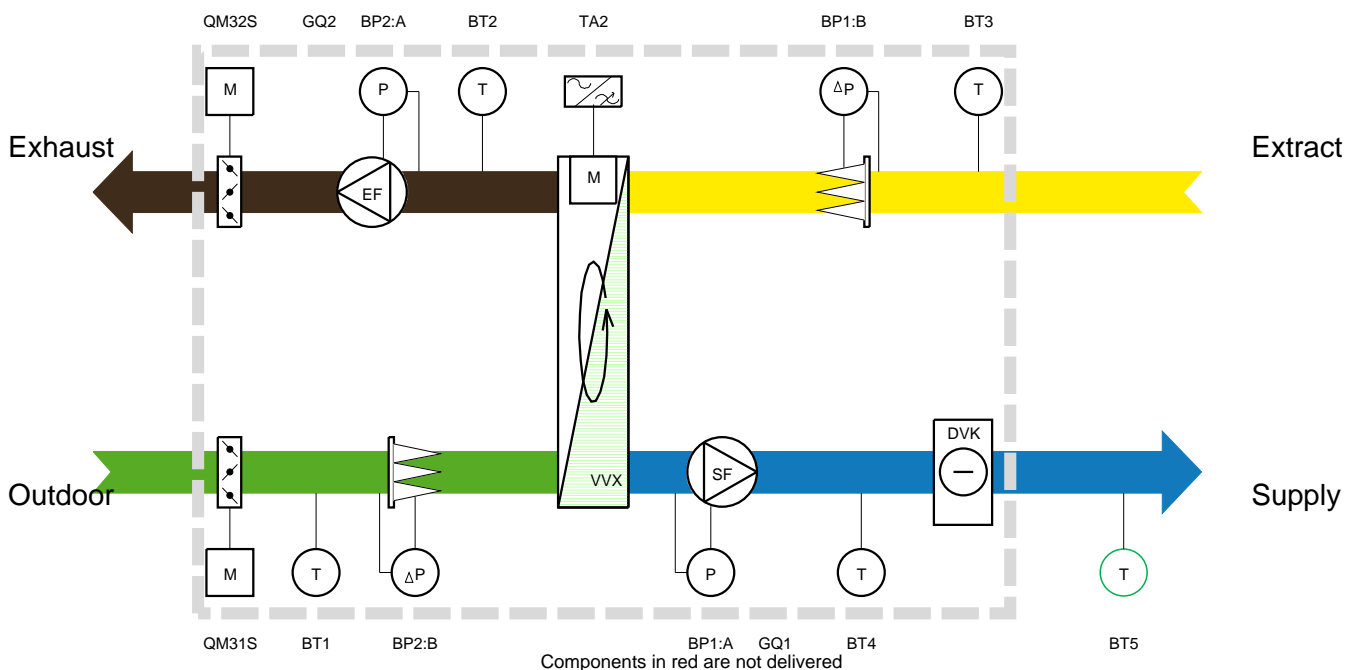 QM32S GQ2 BP2:A BT2 TA2 BP1:B BT3
M P T ΔP T
Exhaust Extract
EF M
DVK
VVX SF
Outdoor Supply
M T ΔP P T T
QM31S BT1 BP2:B BP1:A GQ1 BT4 BT5
Components in red are not delivered